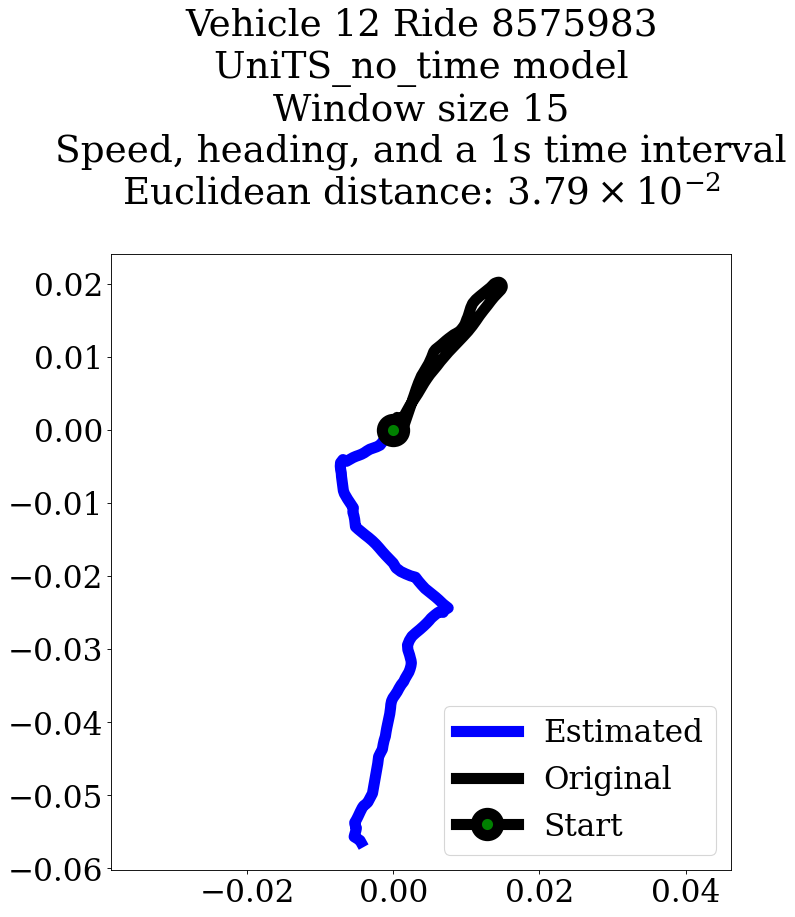 Vehicle 12 Ride 8575983
UniTS_no_time model
Window size 15
Speed, heading, and a 1s time interval
Euclidean distance: 3.79 × 10⁻²
0.02
0.01
0.00
−0.01
−0.02
−0.03
−0.04
−0.05
−0.06
Estimated
Original
Start
−0.02 0.00 0.02 0.04